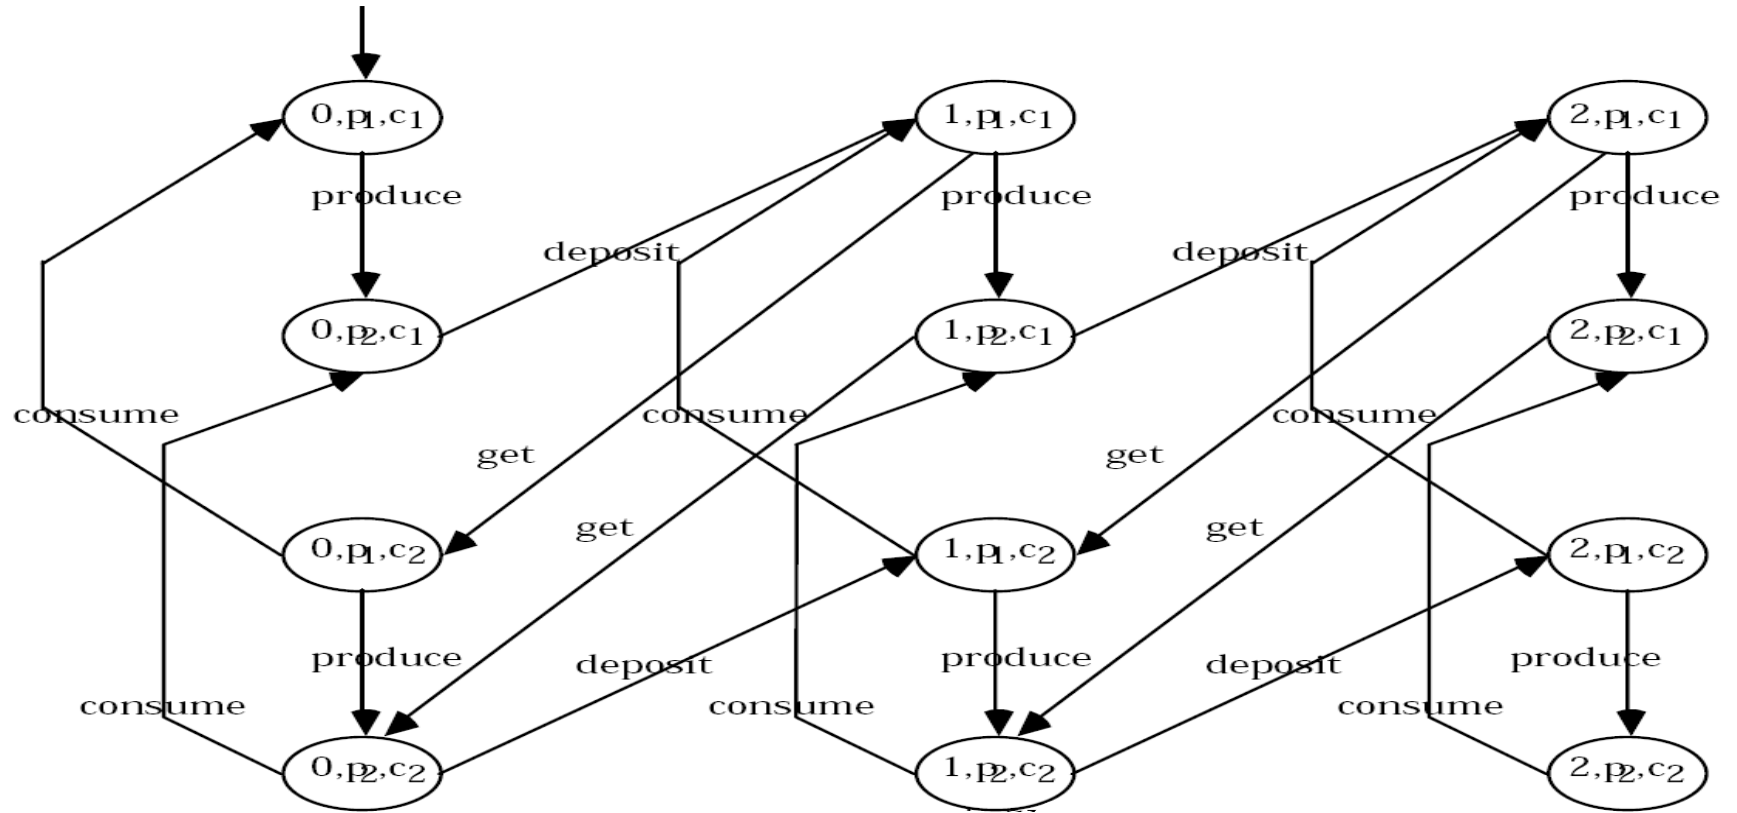 0,p1,c1 1,p1,c1 2,p1,c1
produce produce produce
deposit deposit
0,p2,c1 1,p2,c1 2,p2,c1
consume consume consume
get get
get get
0,p1,c2 1,p1,c2 2,p1,c2
produce deposit produce deposit produce
consume consume consume
0,p2,c2 1,p2,c2 2,p2,c2